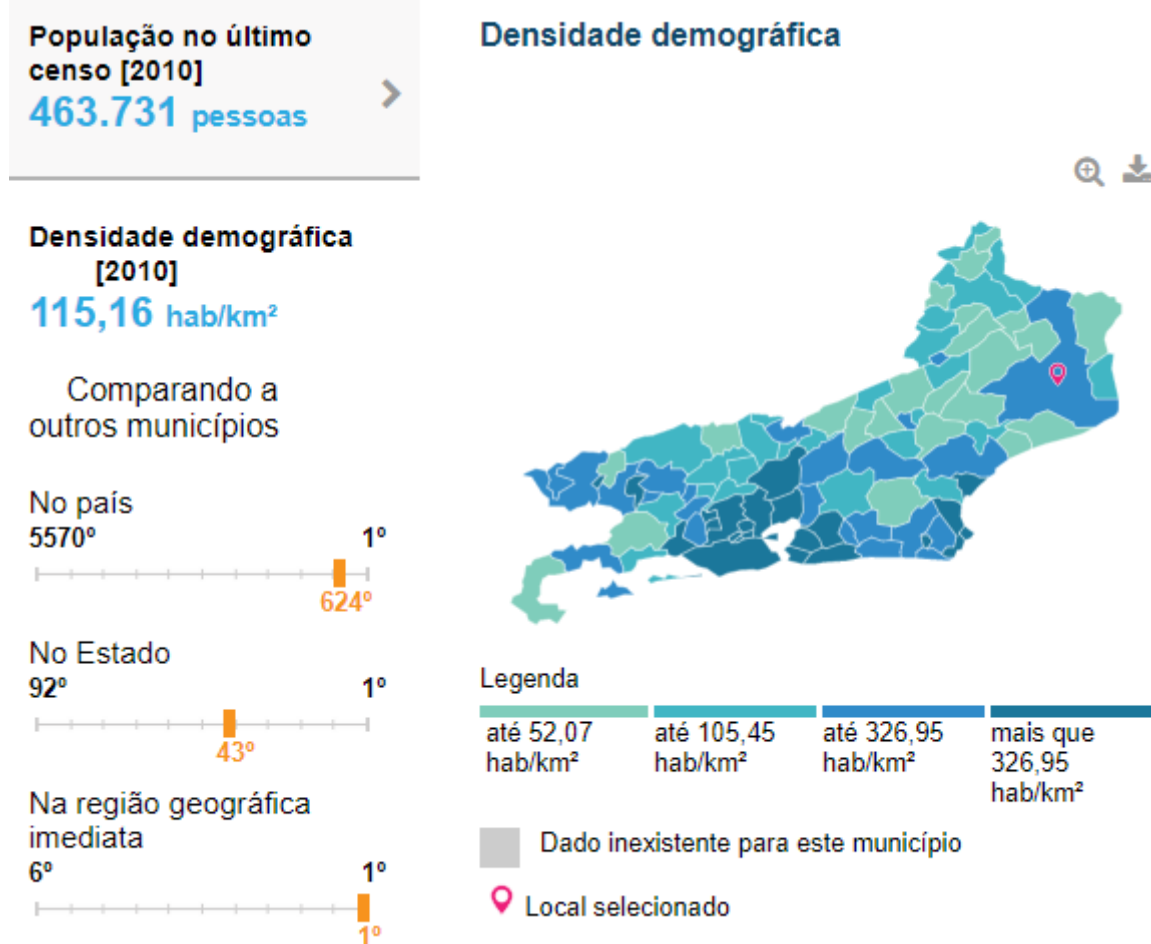 População no último
censo [2010]
463.731 pessoas
Densidade demográfica
[2010]
115,16 hab/km²
Comparando a
outros municípios
No país
5570º 1º
624º
No Estado
92º 1º
43º
Na região geográfica
imediata
6º 1º
1º
Densidade demográfica
Legenda
até 52,07
hab/km²
até 105,45
hab/km²
até 326,95
hab/km²
mais que
326,95
hab/km²
Dado inexistente para este município
Local selecionado